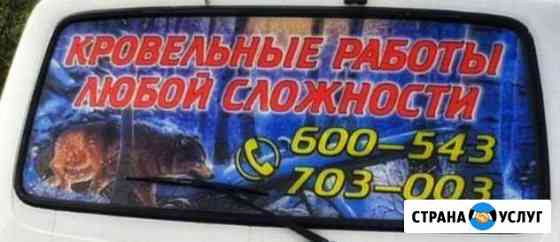 КРОВЕЛЬНЫЕ РАБОТЫ
ЛЮБОЙ СЛОЖНОСТИ
600-543
703-003
СТРАНА УСЛУГ